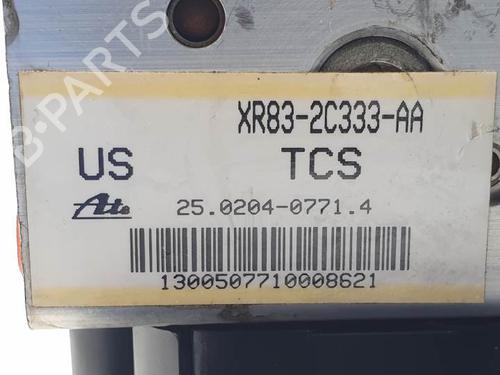 B-PARTS
XR83-2C333-AA
US TCS
Ate 25.0204-0771.4
1300507710008621